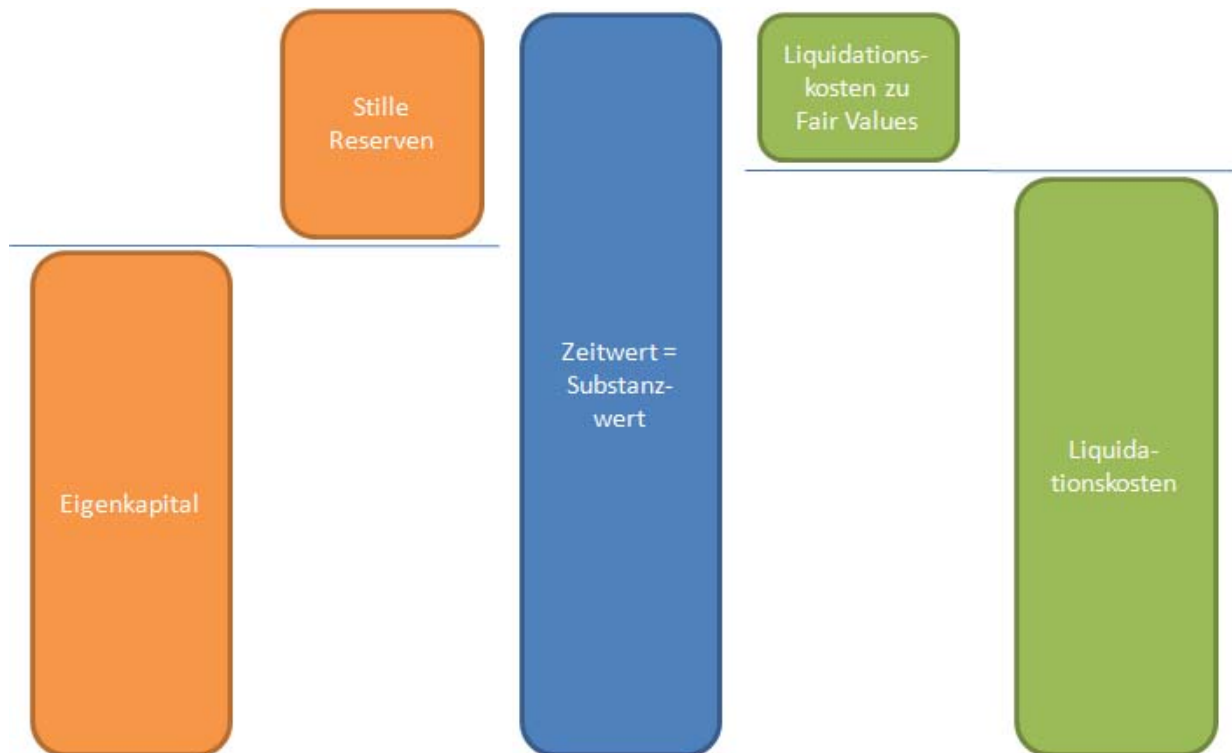 Stille
Reserven
Liquidations-
kosten zu
Fair Values
Zeitwert =
Substanz-
wert
Eigenkapital
Liquida-
tionskosten